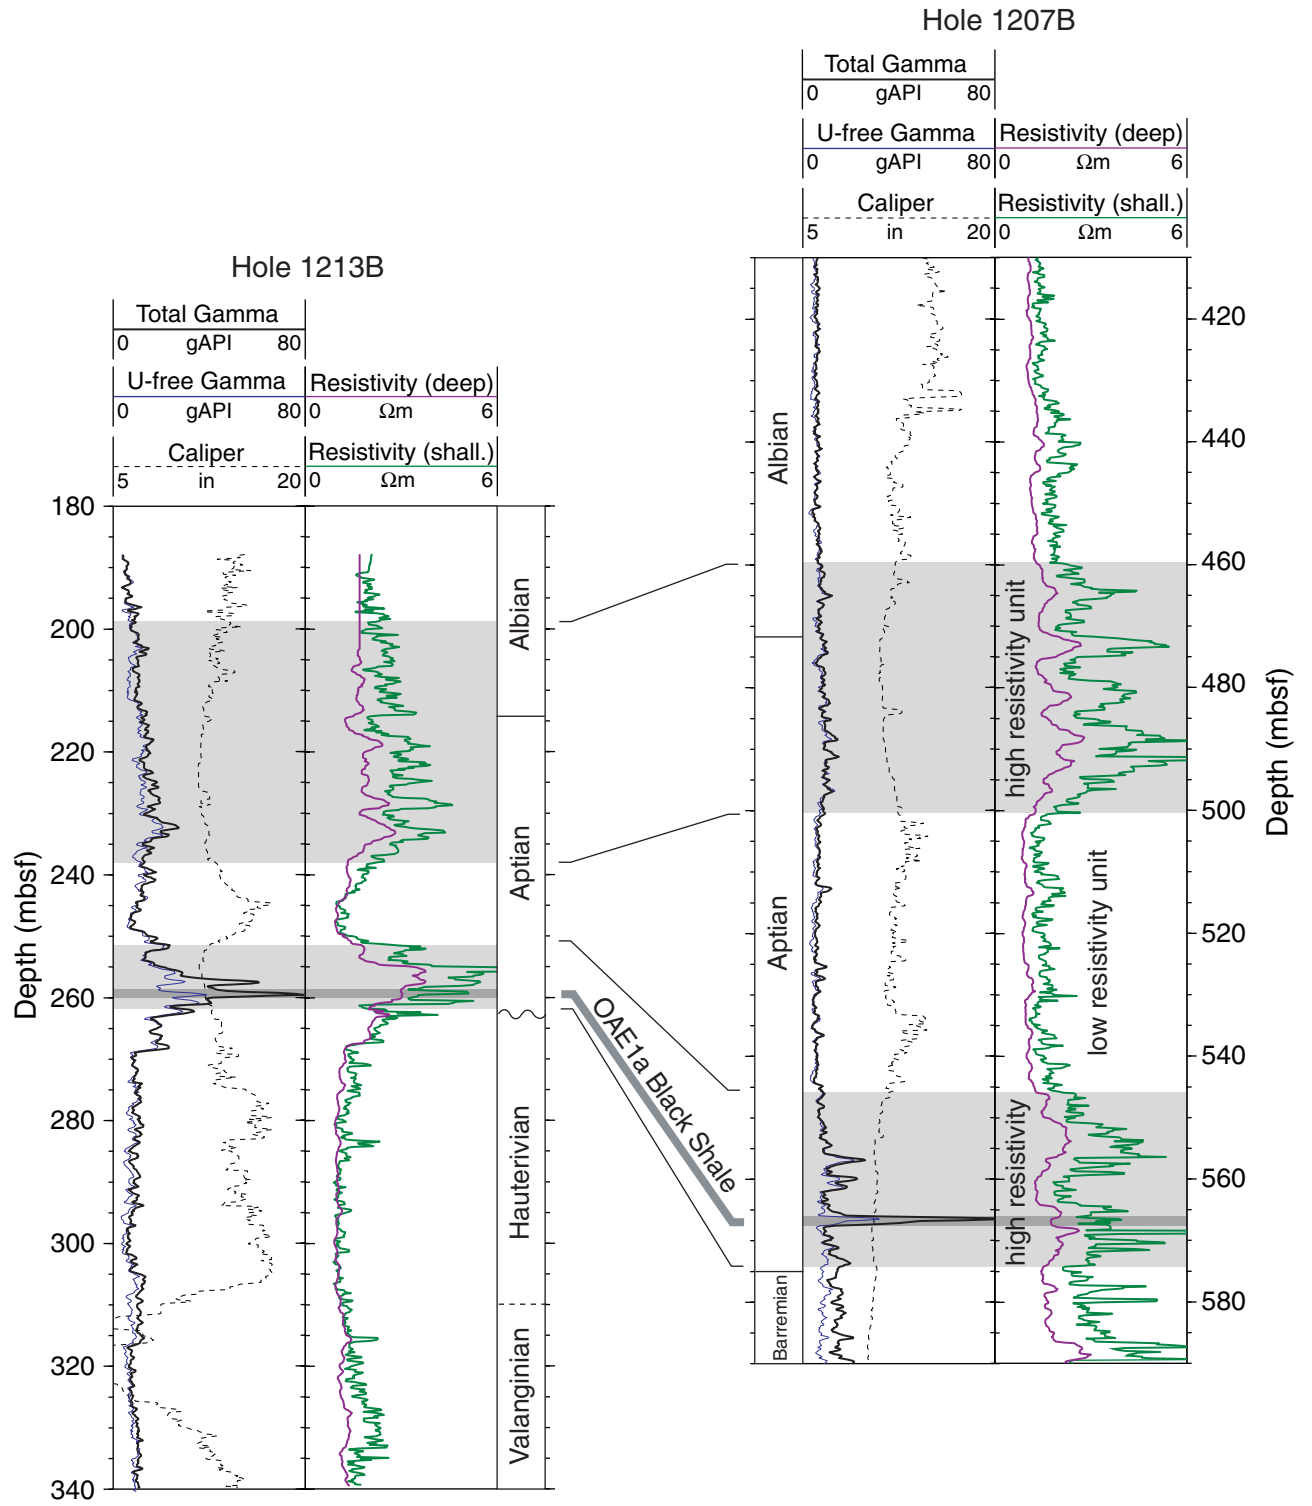 Hole 1207B
Total Gamma
0 gAPI 80
U-free Gamma Resistivity (deep)
0 gAPI 80 0 Ωm 6
Caliper Resistivity (shall.)
5 in 20 0 Ωm 6
Hole 1213B
Total Gamma
0 gAPI 80
U-free Gamma Resistivity (deep)
0 gAPI 80 0 Ωm 6
Caliper Resistivity (shall.)
5 in 20 0 Ωm 6
Depth (mbsf)
180
200
220
240
260
280
300
320
340
Albian
Aptian
Hauterivian
Valanginian
OAE1a Black Shale
Albian
Aptian
Barremian
high resistivity unit
low resistivity unit
high resistivity
420
440
460
480
500
520
540
560
580
Depth (mbsf)